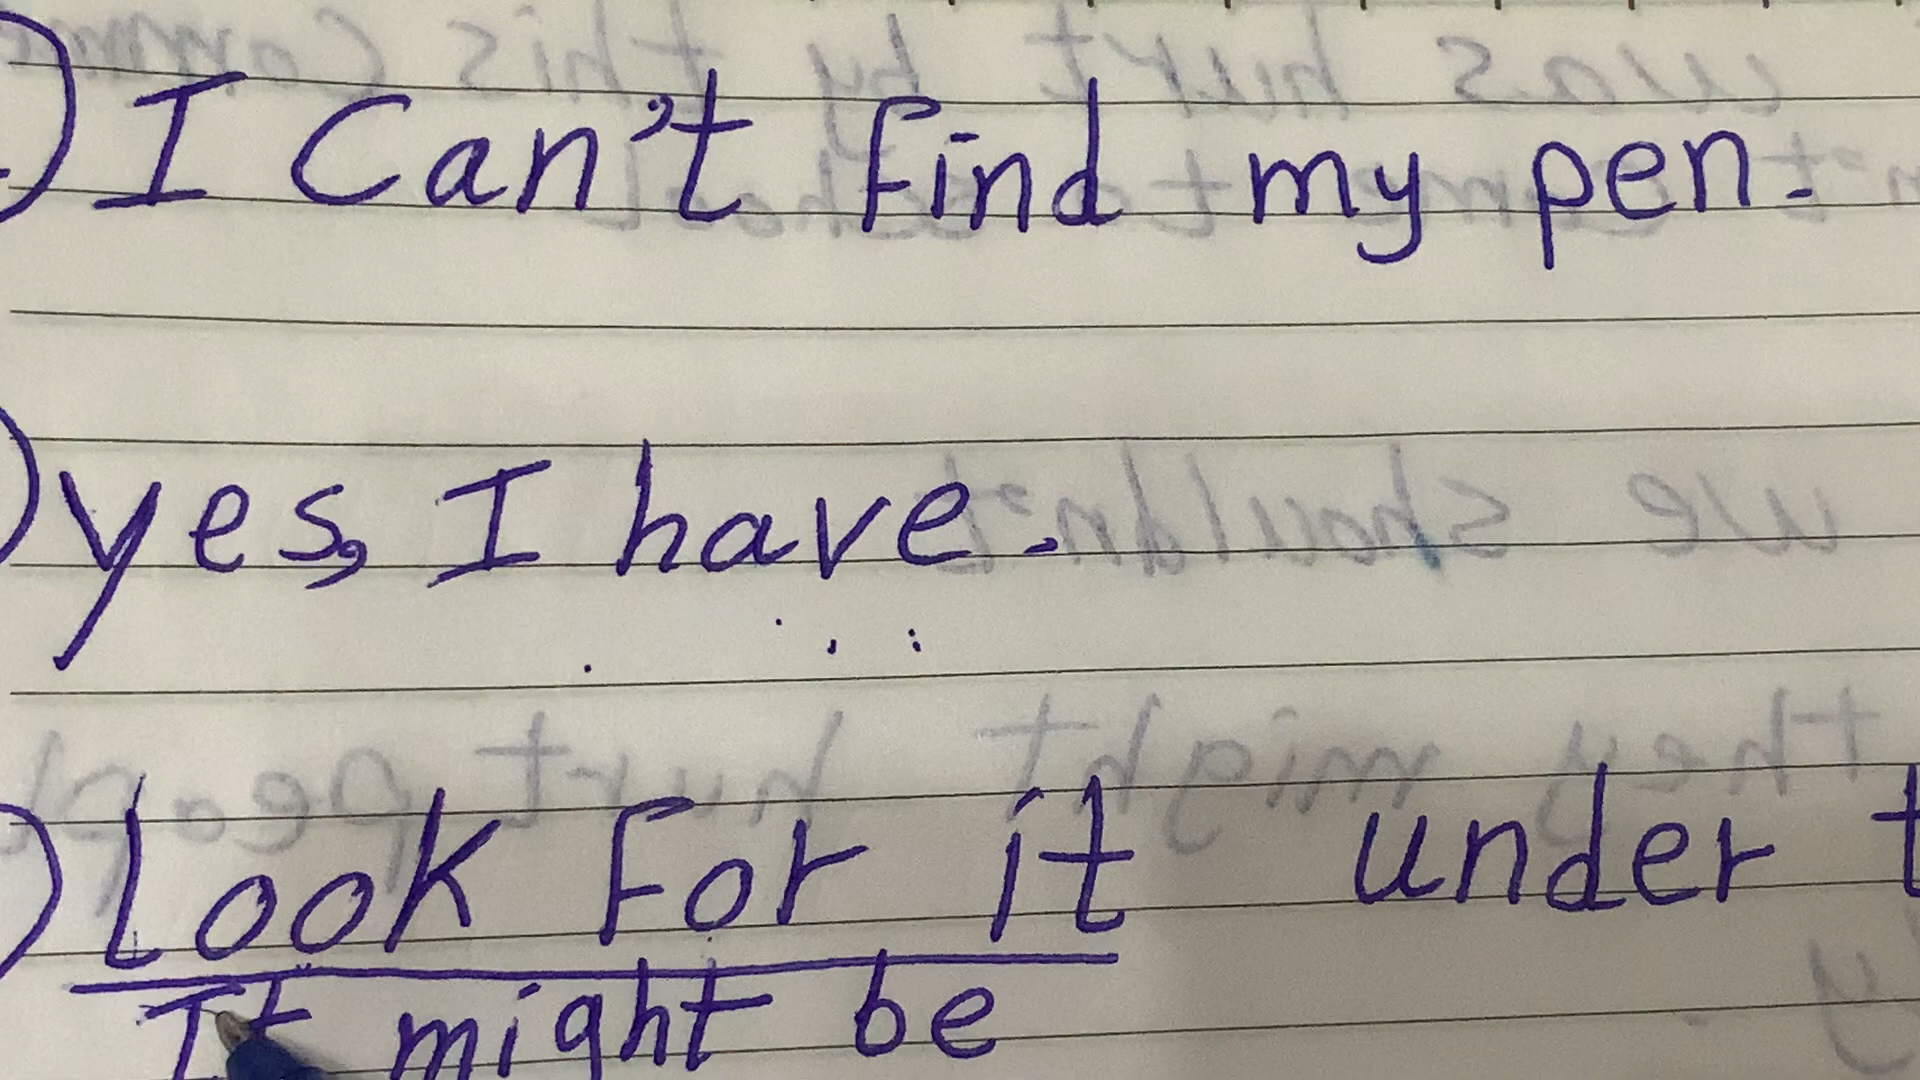 I Can't find my pen.
yes, I have.
Look for it under t
It might be